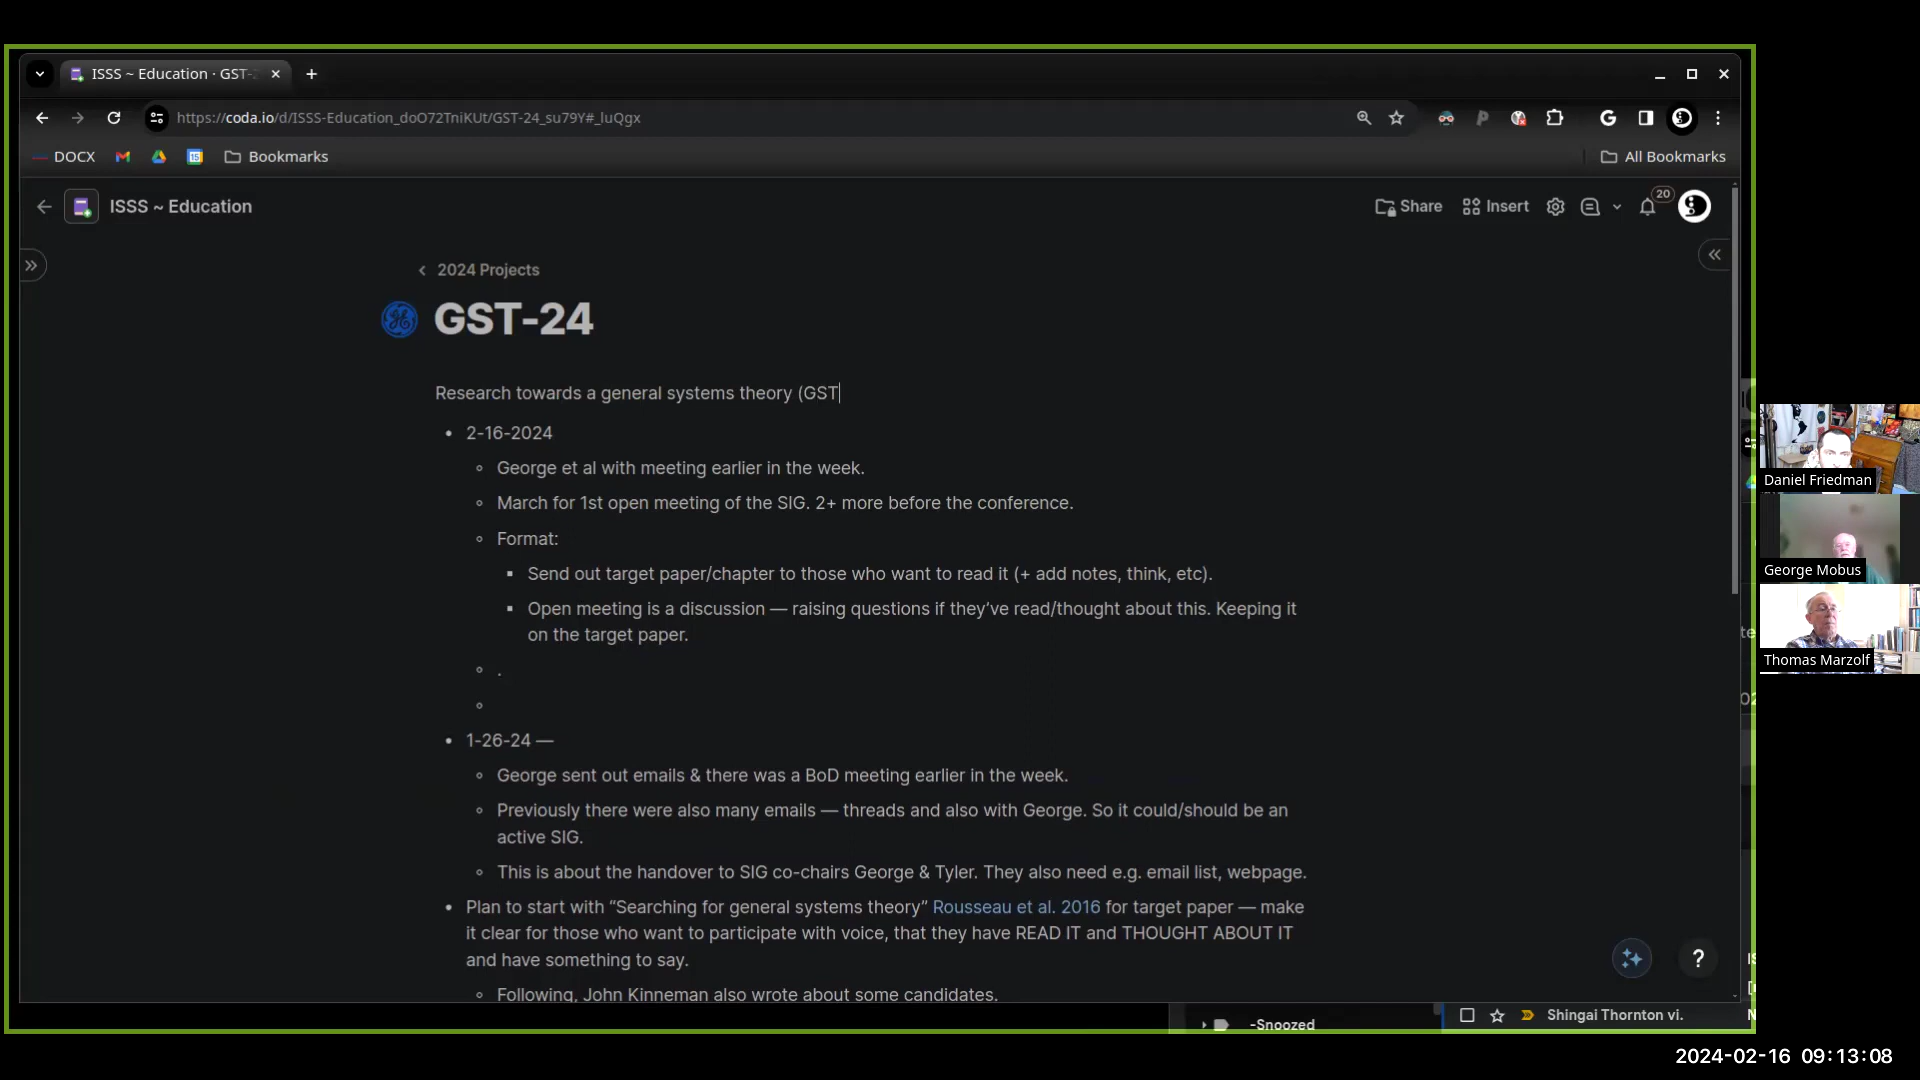 ISSS ~ Education · GST-2
https://coda.io/d/ISSS-Education_doO72TniKUt/GST-24_su79Y#_luQgx
DOCX
Bookmarks
All Bookmarks
ISSS ~ Education
Share
Insert
20
2024 Projects
GST-24
Research towards a general systems theory (GST
2-16-2024
George et al with meeting earlier in the week.
March for 1st open meeting of the SIG. 2+ more before the conference.
Format:
Send out target paper/chapter to those who want to read it (+ add notes, think, etc).
Open meeting is a discussion — raising questions if they’ve read/thought about this. Keeping it
on the target paper.
.
1-26-24 —
George sent out emails & there was a BoD meeting earlier in the week.
Previously there were also many emails — threads and also with George. So it could/should be an
active SIG.
This is about the handover to SIG co-chairs George & Tyler. They also need e.g. email list, webpage.
Plan to start with “Searching for general systems theory” Rousseau et al. 2016 for target paper — make
it clear for those who want to participate with voice, that they have READ IT and THOUGHT ABOUT IT
and have something to say.
Following, John Kinneman also wrote about some candidates.
Daniel Friedman
George Mobus
Thomas Marzolf
-Snoozed
Shingai Thornton vi.
2024-02-16 09:13:08